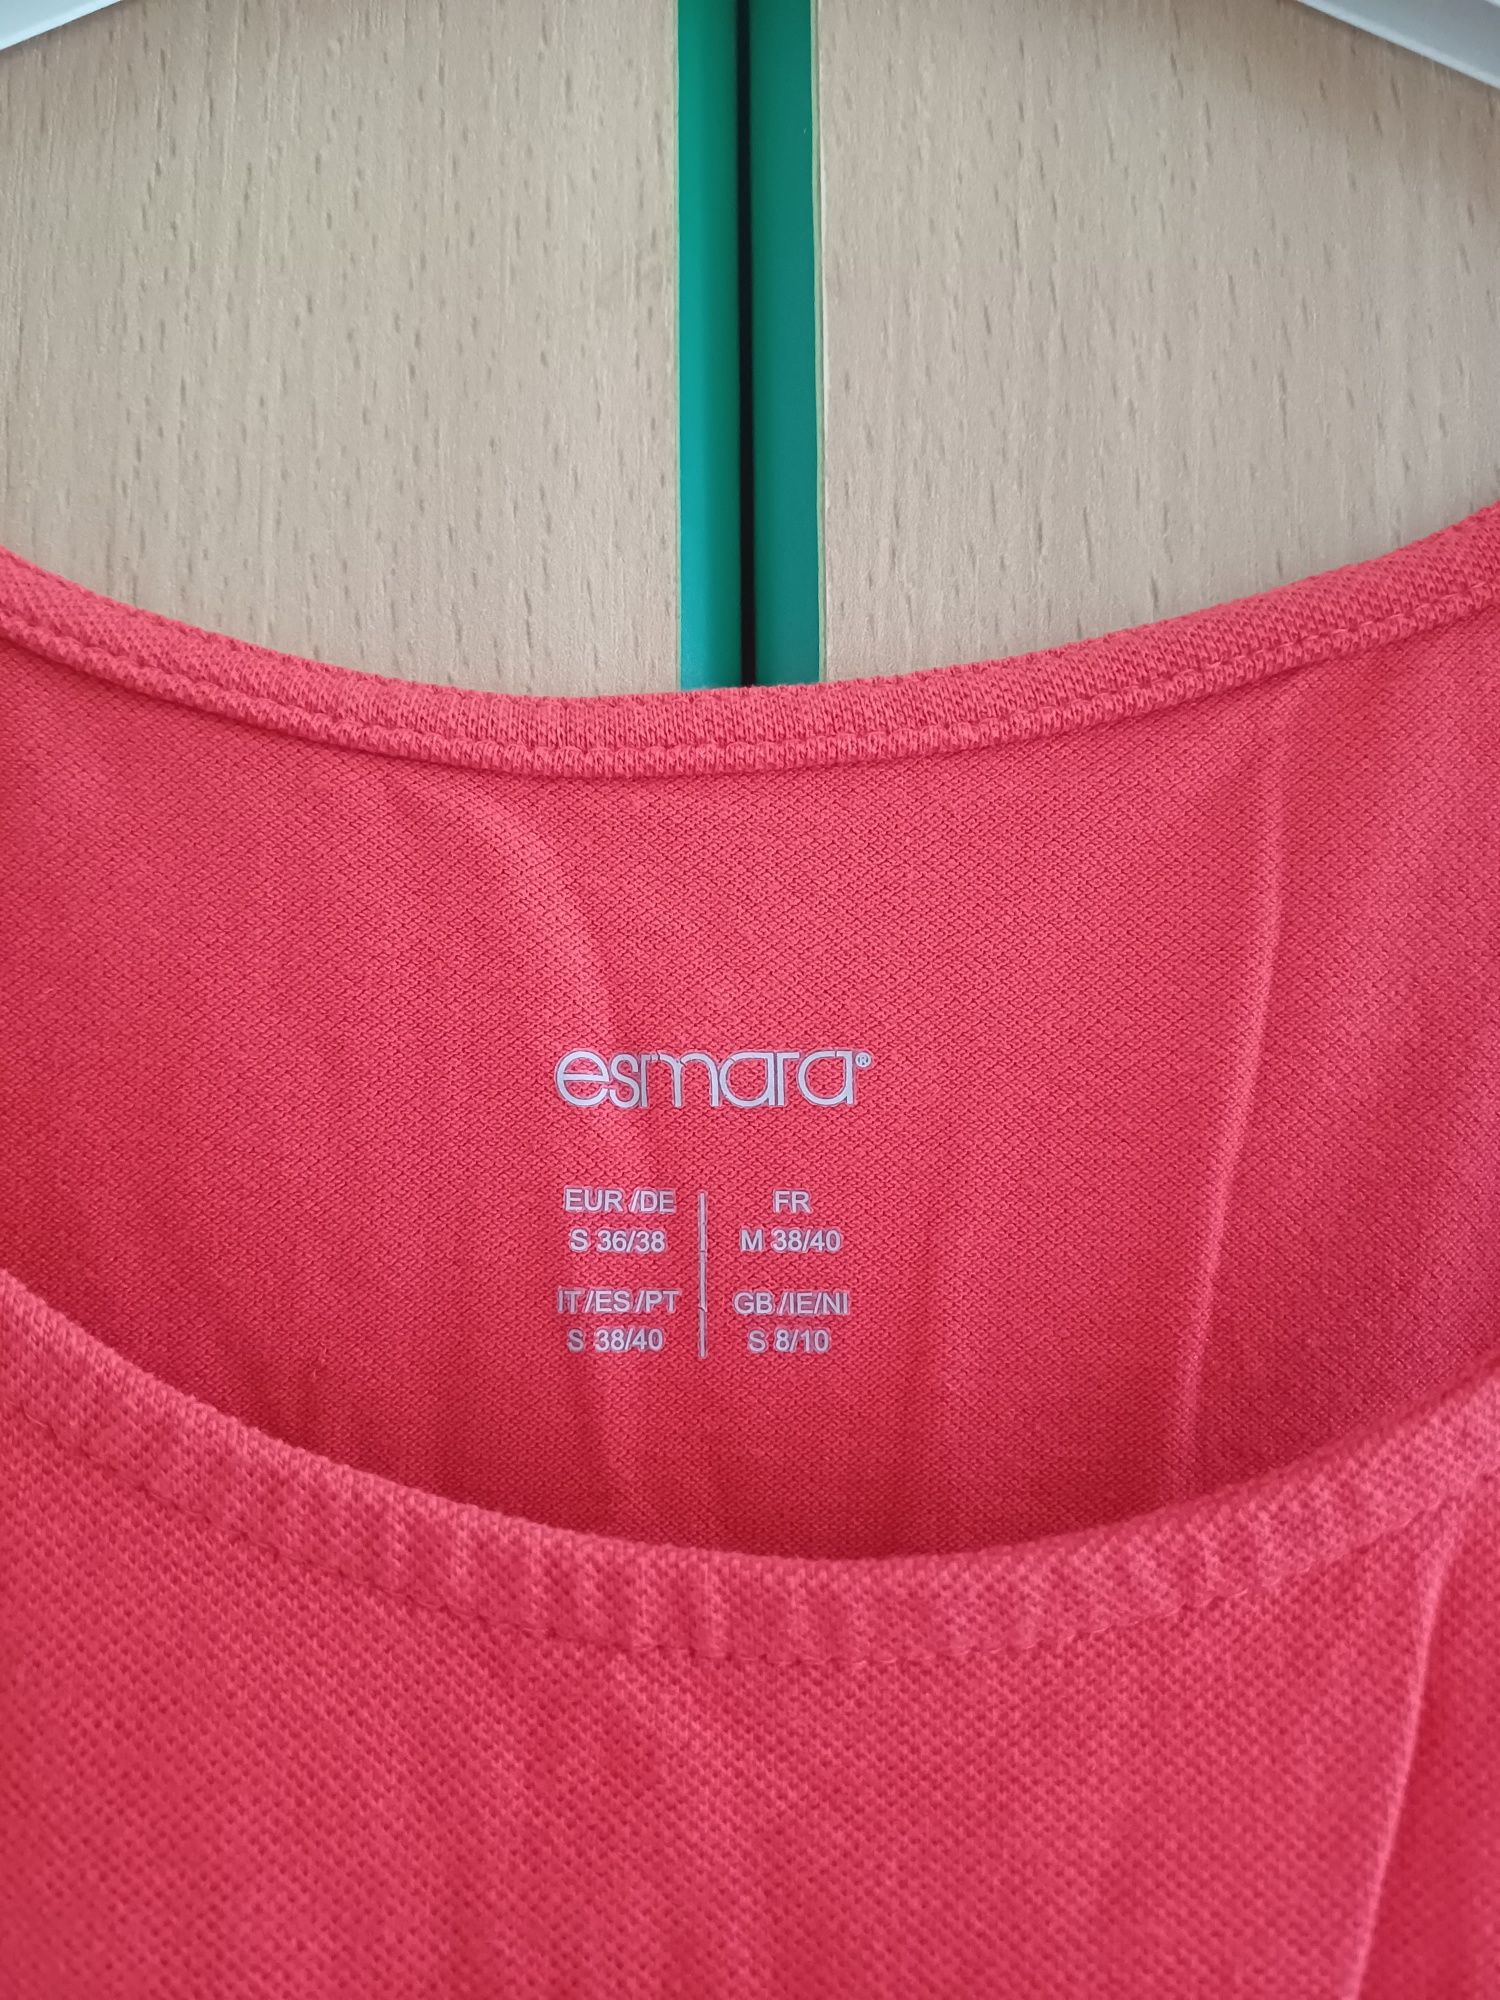 esmara®
EUR/DE
S 36/38
FR
M 38/40
IT/ES/PT
S 38/40
GB/IE/NI
S 8/10